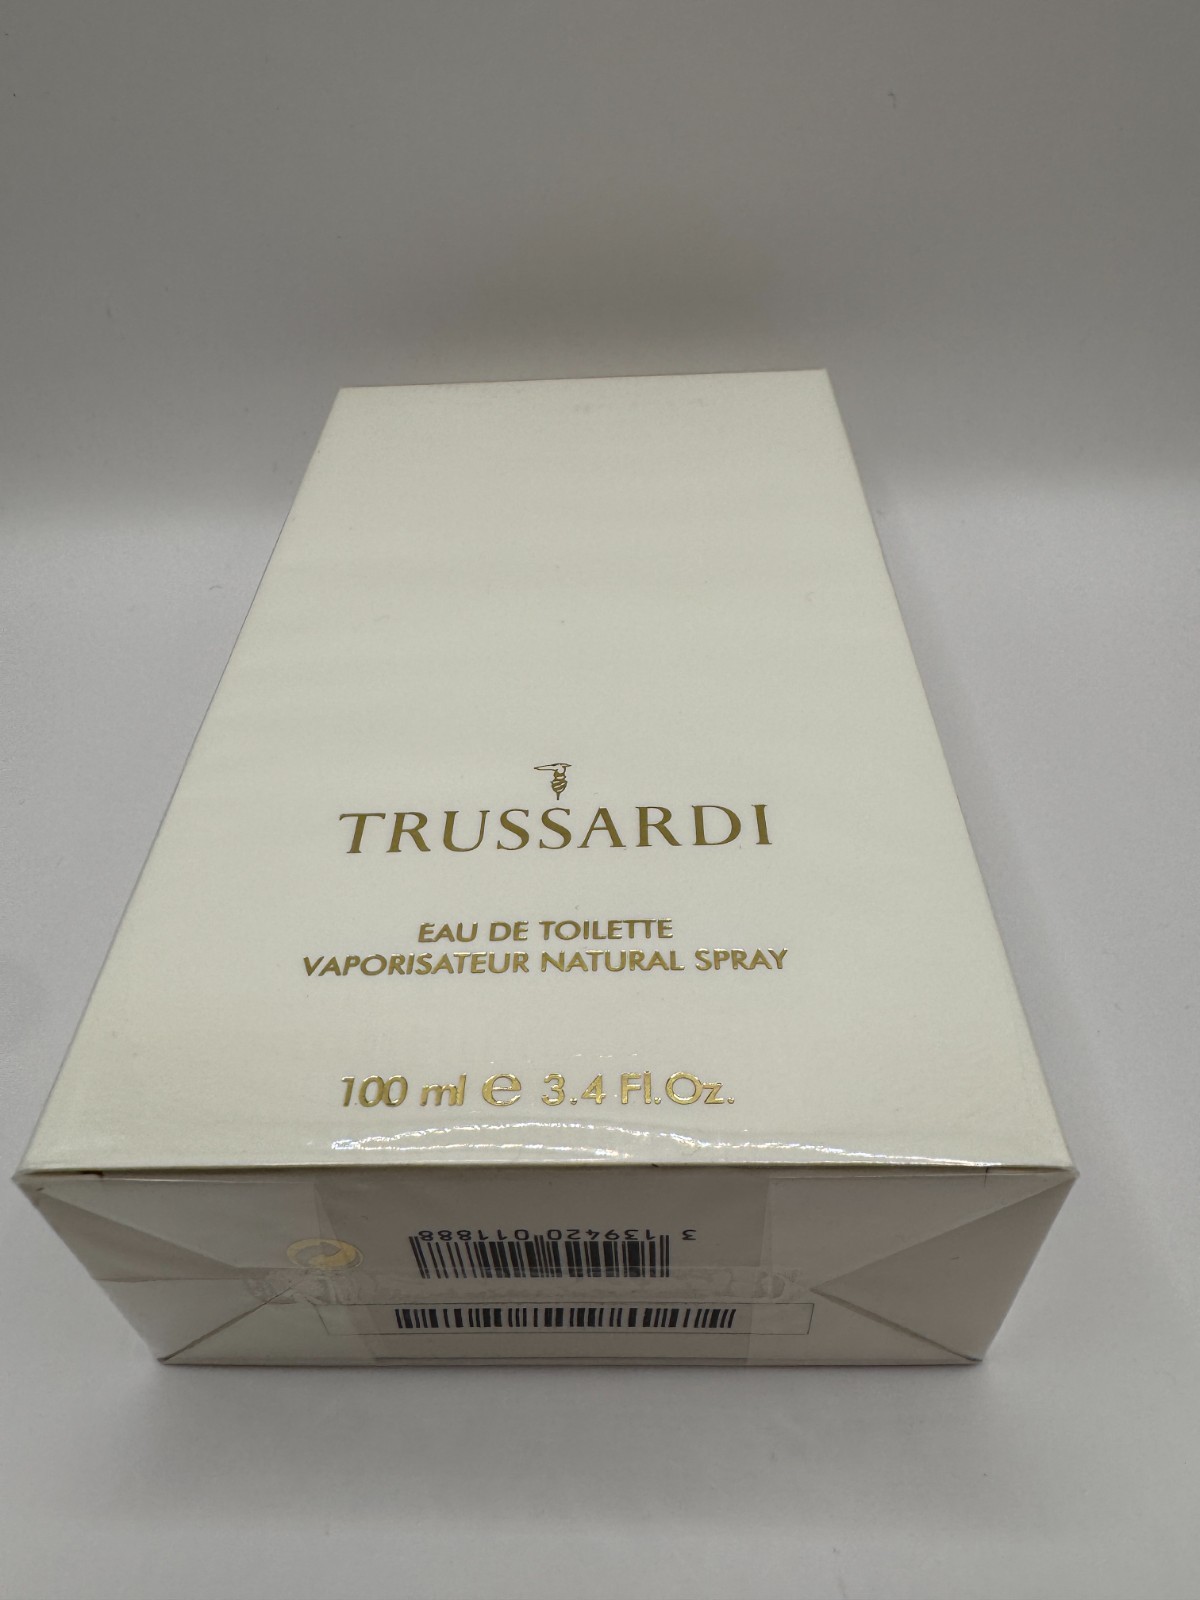 TRUSSARDI
EAU DE TOILETTE
VAPORISATEUR NATURAL SPRAY
100 ml e 3.4 Fl.Oz.
3 139420 011888